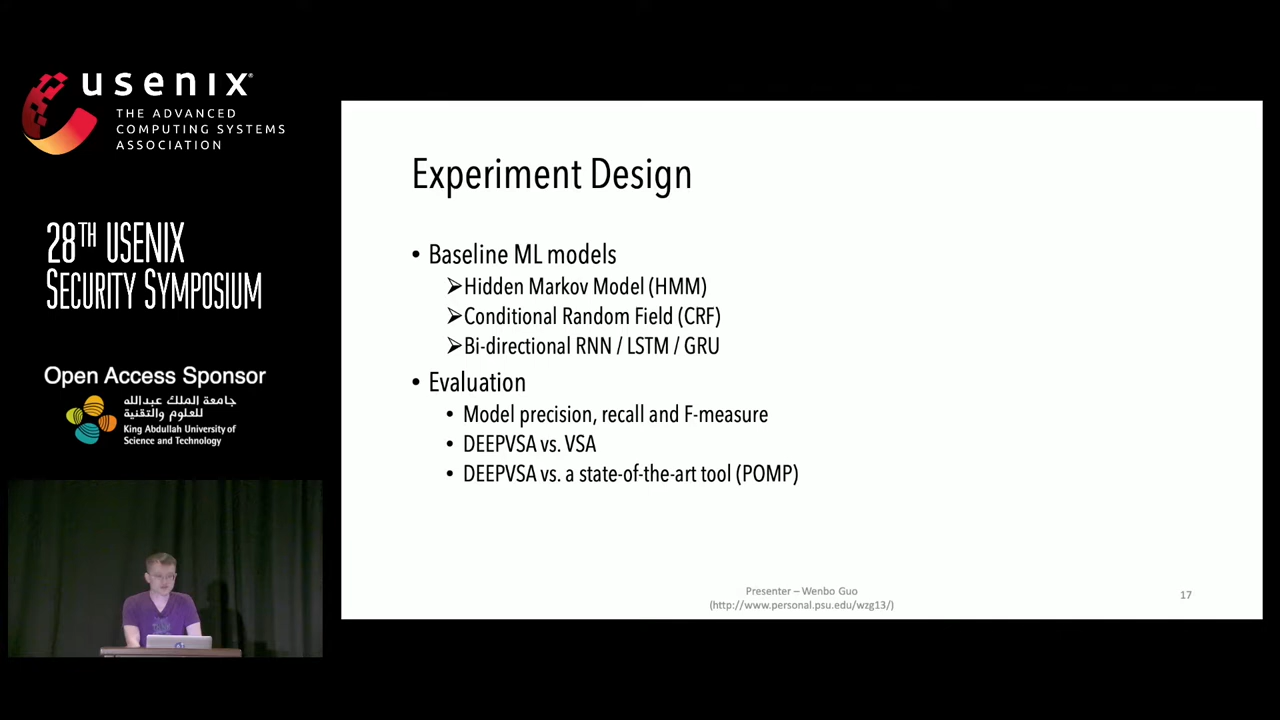 usenix
THE ADVANCED
COMPUTING SYSTEMS
ASSOCIATION
28TH USENIX
SECURITY SYMPOSIUM
Open Access Sponsor
جامعة الملك عبدالله
للعلوم والتقنية
King Abdullah University of
Science and Technology
Experiment Design
• Baseline ML models
➢Hidden Markov Model (HMM)
➢Conditional Random Field (CRF)
➢Bi-directional RNN / LSTM / GRU
• Evaluation
• Model precision, recall and F-measure
• DEEPVSA vs. VSA
• DEEPVSA vs. a state-of-the-art tool (POMP)
Presenter – Wenbo Guo
(http://www.personal.psu.edu/wzg13/)
17